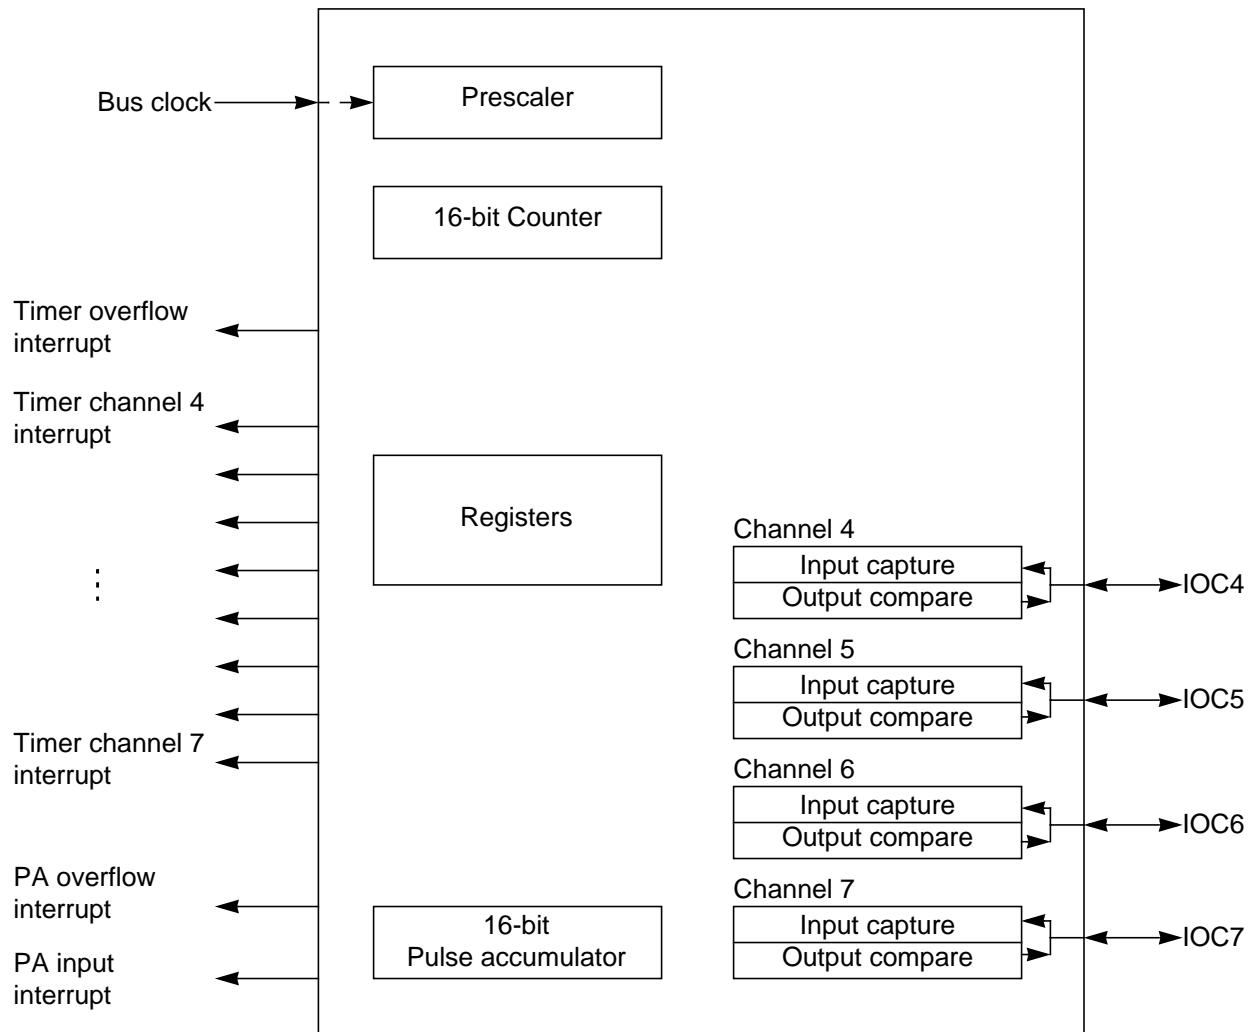 Prescaler
Bus clock
16-bit Counter
Timer overflow
interrupt
Timer channel 4
interrupt
Registers
Channel 4
Input capture
Output compare
IOC4
Channel 5
Input capture
Output compare
IOC5
Timer channel 7
interrupt
Channel 6
Input capture
Output compare
IOC6
PA overflow
interrupt
Channel 7
Input capture
Output compare
IOC7
16-bit
Pulse accumulator
PA input
interrupt